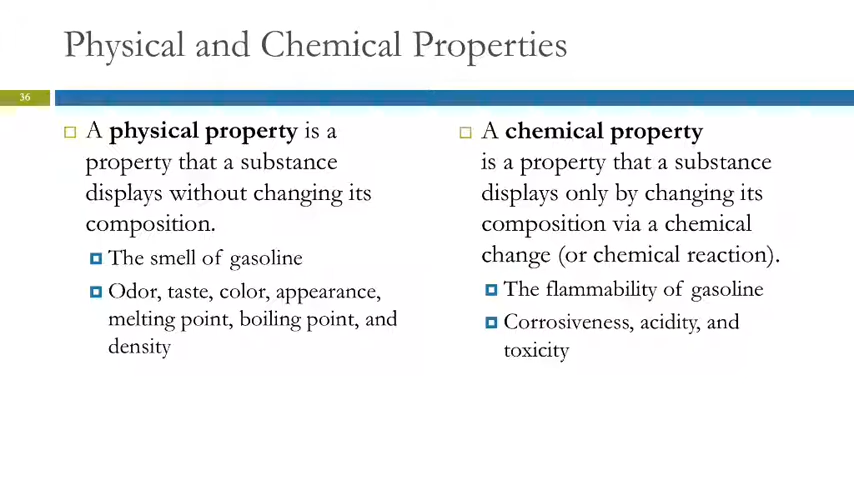 Physical and Chemical Properties
36
A physical property is a
property that a substance
displays without changing its
composition.
The smell of gasoline
Odor, taste, color, appearance,
melting point, boiling point, and
density
A chemical property
is a property that a substance
displays only by changing its
composition via a chemical
change (or chemical reaction).
The flammability of gasoline
Corrosiveness, acidity, and
toxicity